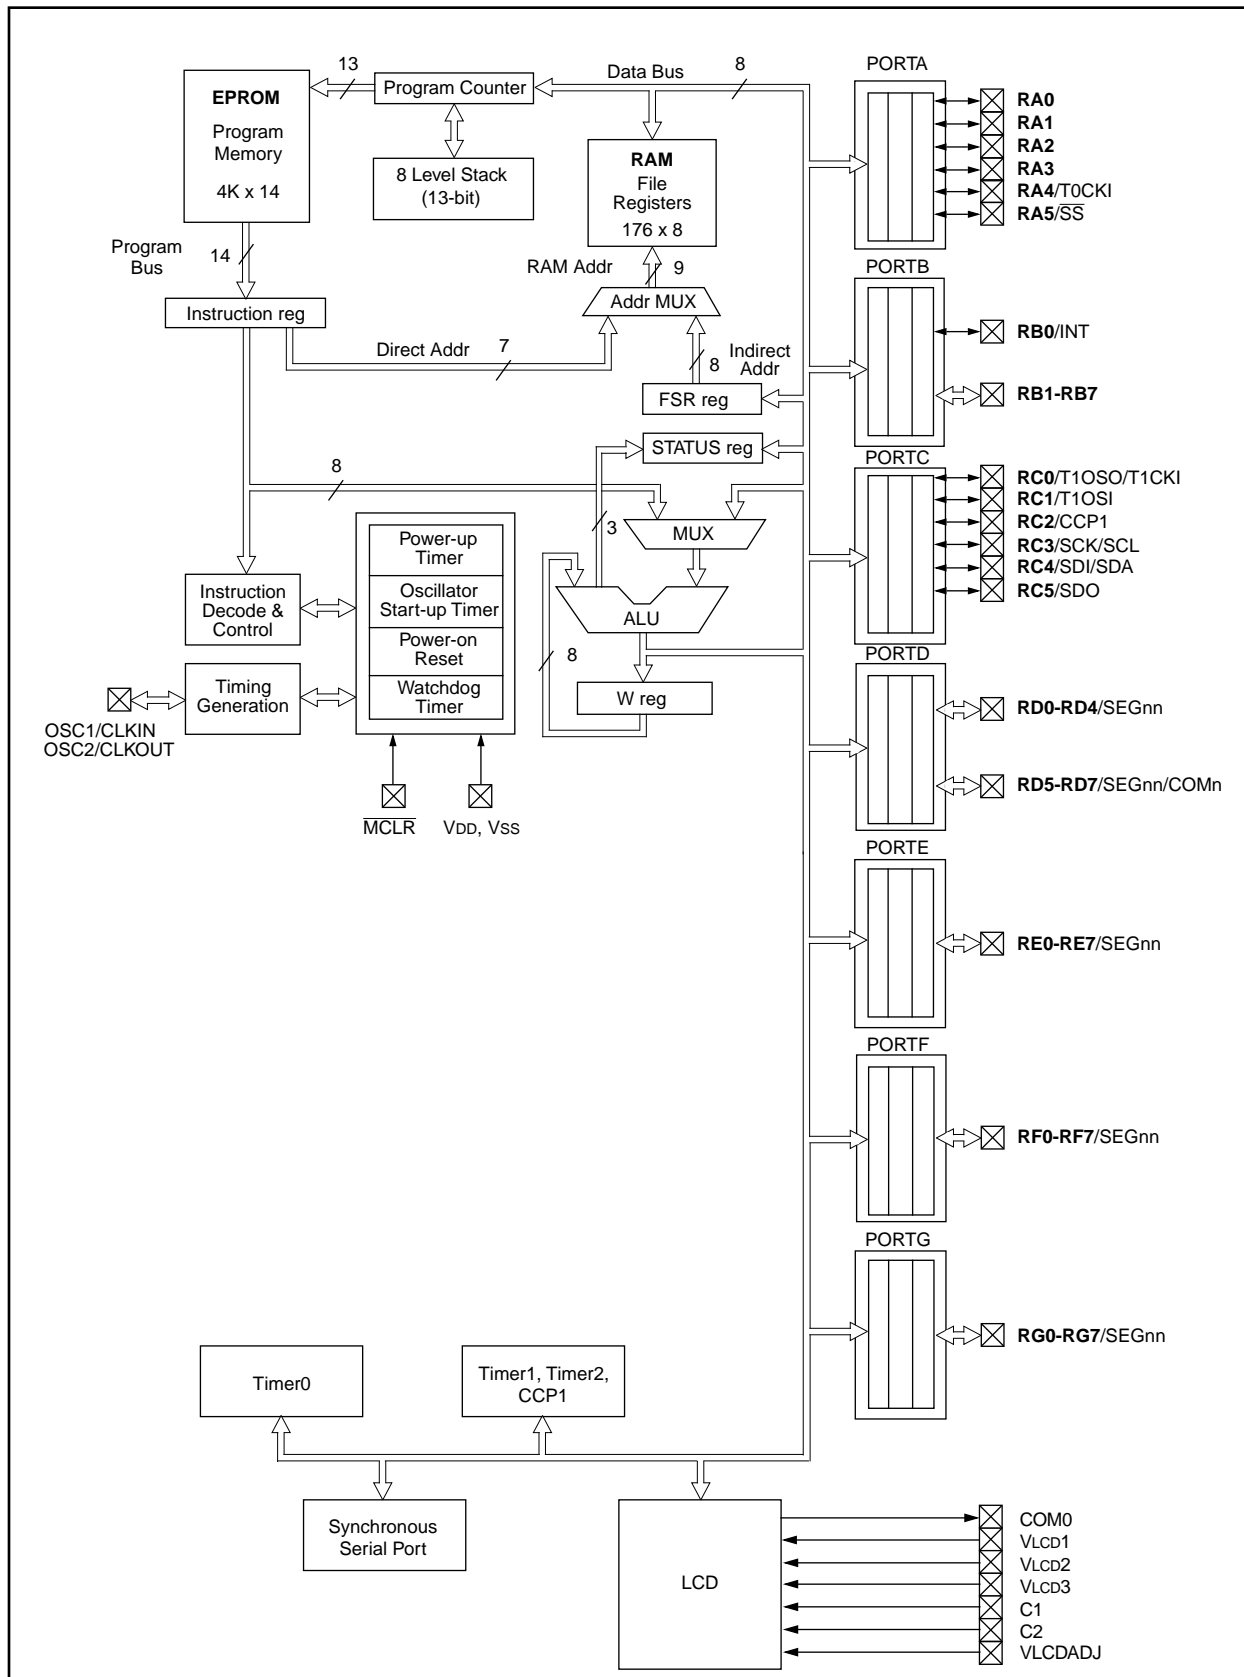 13
Data Bus
8
PORTA
EPROM
Program
Memory
4K x 14
Program Counter
8 Level Stack
(13-bit)
RAM
File
Registers
176 x 8
RA0
RA1
RA2
RA3
RA4/T0CKI
RA5/S̅S̅
Program
Bus
14
RAM Addr
9
PORTB
Instruction reg
Addr MUX
Direct Addr
7
8
Indirect
Addr
RB0/INT
RB1-RB7
FSR reg
STATUS reg
PORTC
8
3
MUX
RC0/T1OSO/T1CKI
RC1/T1OSI
RC2/CCP1
RC3/SCK/SCL
RC4/SDI/SDA
RC5/SDO
Power-up
Timer
Oscillator
Start-up Timer
Power-on
Reset
Watchdog
Timer
Instruction
Decode &
Control
ALU
8
W reg
PORTD
Timing
Generation
OSC1/CLKIN
OSC2/CLKOUT
M̅C̅L̅R̅
VDD, VSS
RD0-RD4/SEGnn
RD5-RD7/SEGnn/COMn
PORTE
RE0-RE7/SEGnn
PORTF
RF0-RF7/SEGnn
PORTG
RG0-RG7/SEGnn
Timer0
Timer1, Timer2,
CCP1
Synchronous
Serial Port
LCD
COM0
VLCD1
VLCD2
VLCD3
C1
C2
VLCDADJ